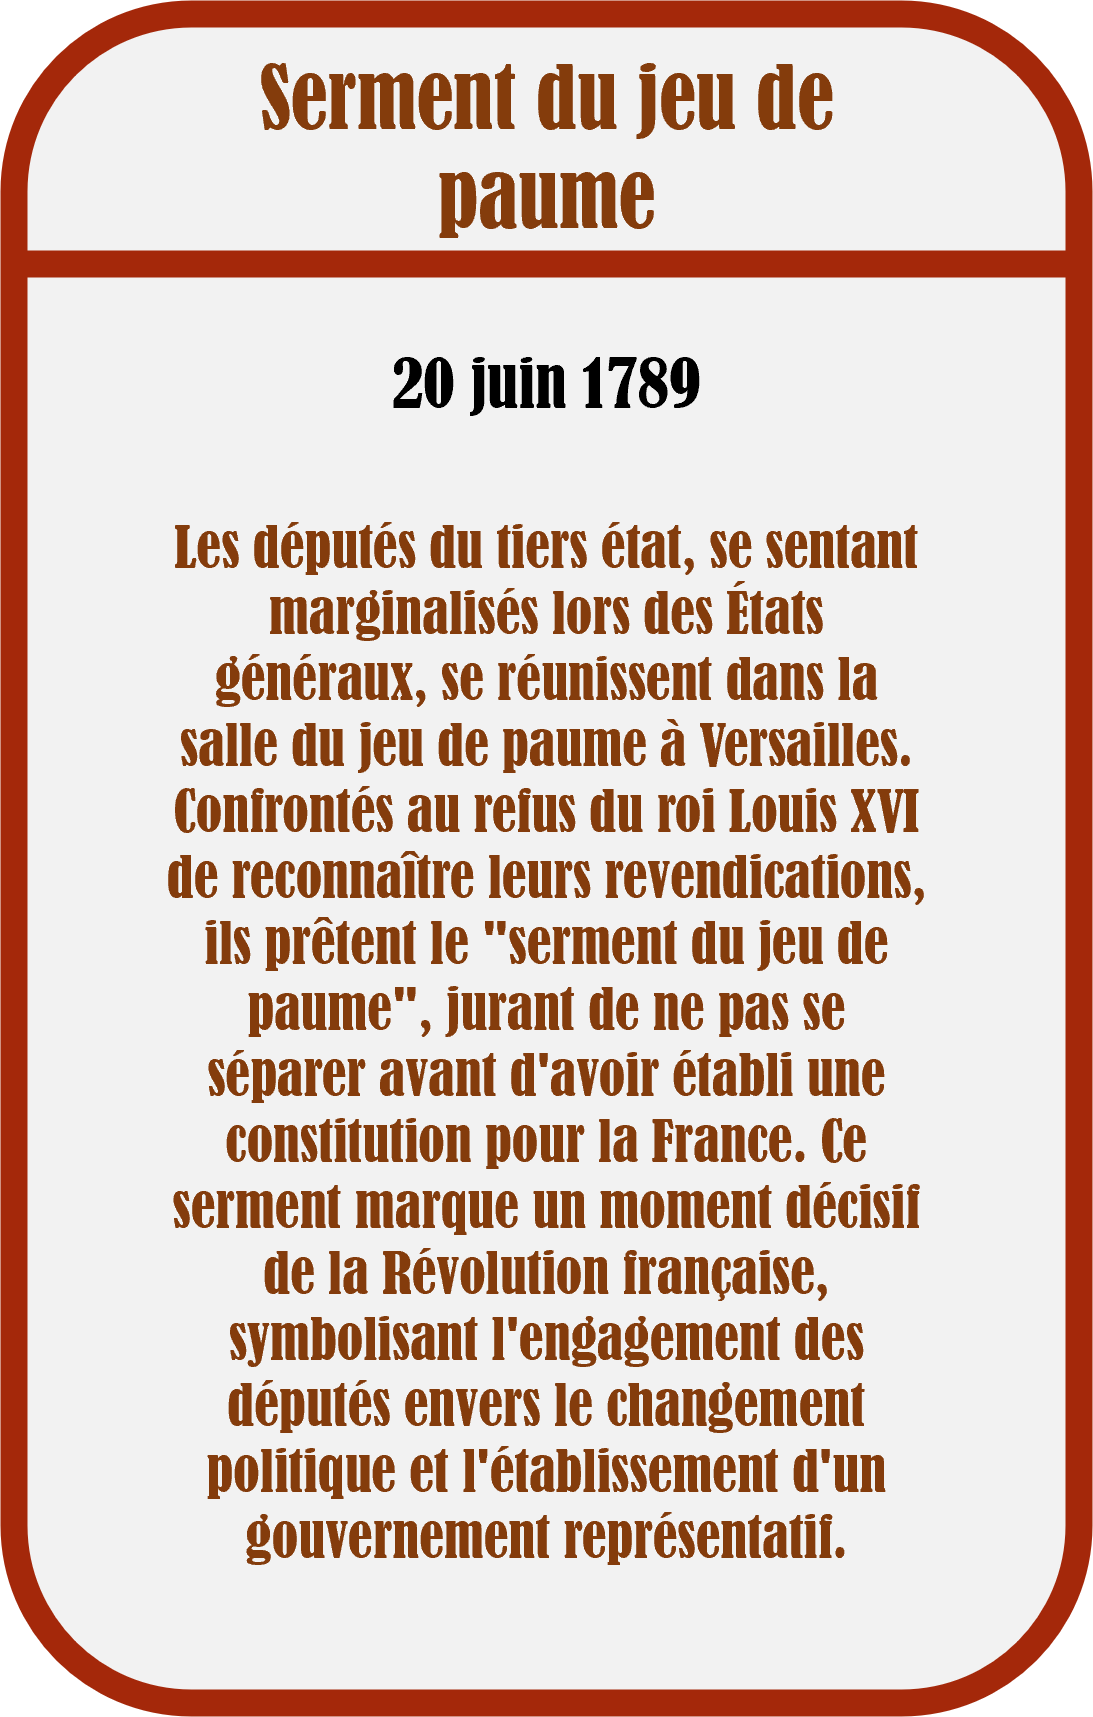 Serment du jeu de
paume
20 juin 1789
Les députés du tiers état, se sentant
marginalisés lors des États
généraux, se réunissent dans la
salle du jeu de paume à Versailles.
Confrontés au refus du roi Louis XVI
de reconnaître leurs revendications,
ils prêtent le "serment du jeu de
paume", jurant de ne pas se
séparer avant d'avoir établi une
constitution pour la France. Ce
serment marque un moment décisif
de la Révolution française,
symbolisant l'engagement des
députés envers le changement
politique et l'établissement d'un
gouvernement représentatif.